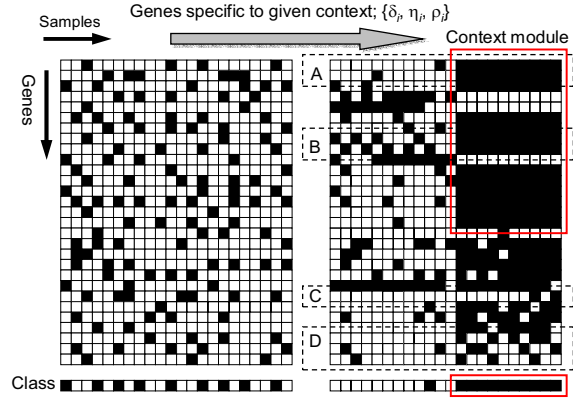 Genes specific to given context; {δᵢ, ηᵢ, ρᵢ}
Samples
Context module
Genes
A
B
C
D
Class